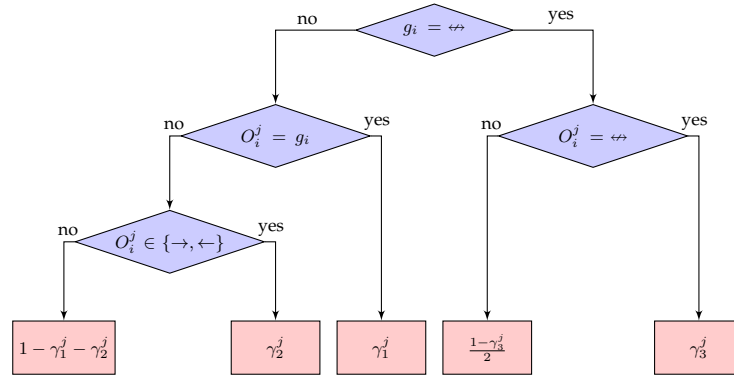 no
yes
g_i = ↮
no
yes
no
yes
O_i^j = g_i
O_i^j = ↮
no
yes
O_i^j ∈ {→, ←}
1 − γ_1^j − γ_2^j
γ_2^j
γ_1^j
(1−γ_3^j)/2
γ_3^j